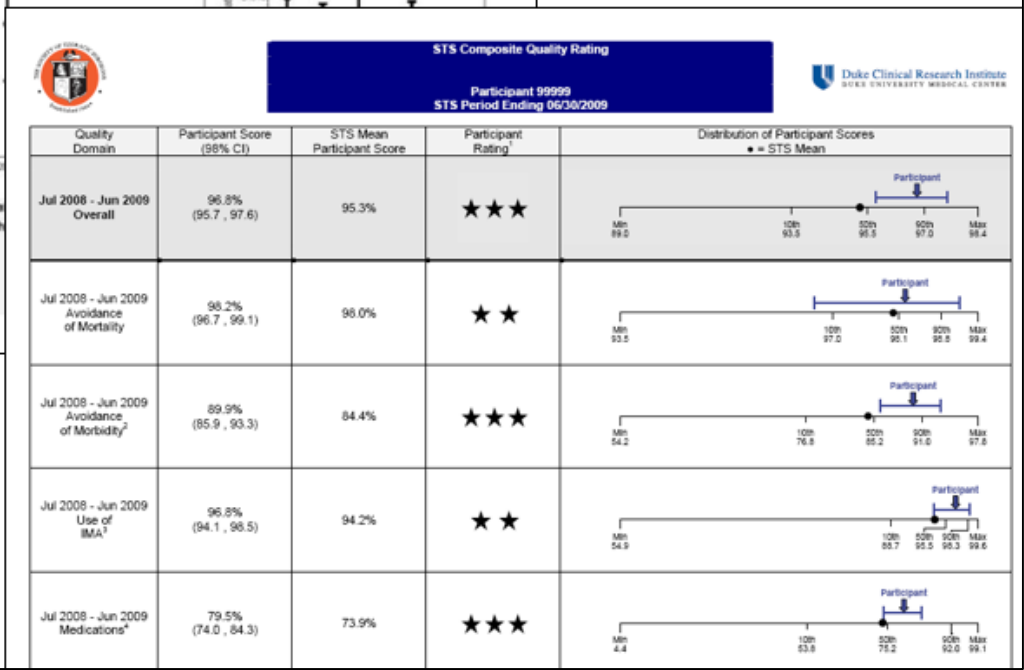 STS Composite Quality Rating
Participant 99999
STS Period Ending 06/30/2009
Duke Clinical Research Institute
DUKE UNIVERSITY MEDICAL CENTER
Quality Domain
Participant Score (98% CI)
STS Mean Participant Score
Participant Rating1
Distribution of Participant Scores
● = STS Mean
Jul 2008 - Jun 2009
Overall
96.8%
(95.7 , 97.6)
95.3%
★★★
Participant
Min 10th 50th 90th Max
89.0 93.5 95.5 97.0 98.4
Jul 2008 - Jun 2009
Avoidance
of Mortality
98.2%
(96.7 , 99.1)
98.0%
★★
Participant
Min 10th 50th 90th Max
93.5 97.0 98.1 98.8 99.4
Jul 2008 - Jun 2009
Avoidance
of Morbidity2
89.9%
(85.9 , 93.3)
84.4%
★★★
Participant
Min 10th 50th 90th Max
54.2 76.8 85.2 91.0 97.8
Jul 2008 - Jun 2009
Use of
IMA3
96.8%
(94.1 , 98.5)
94.2%
★★
Participant
Min 10th 50th 90th Max
54.9 88.7 95.5 98.3 99.6
Jul 2008 - Jun 2009
Medications4
79.5%
(74.0 , 84.3)
73.9%
★★★
Participant
Min 10th 50th 90th Max
4.4 53.8 75.2 92.0 99.1